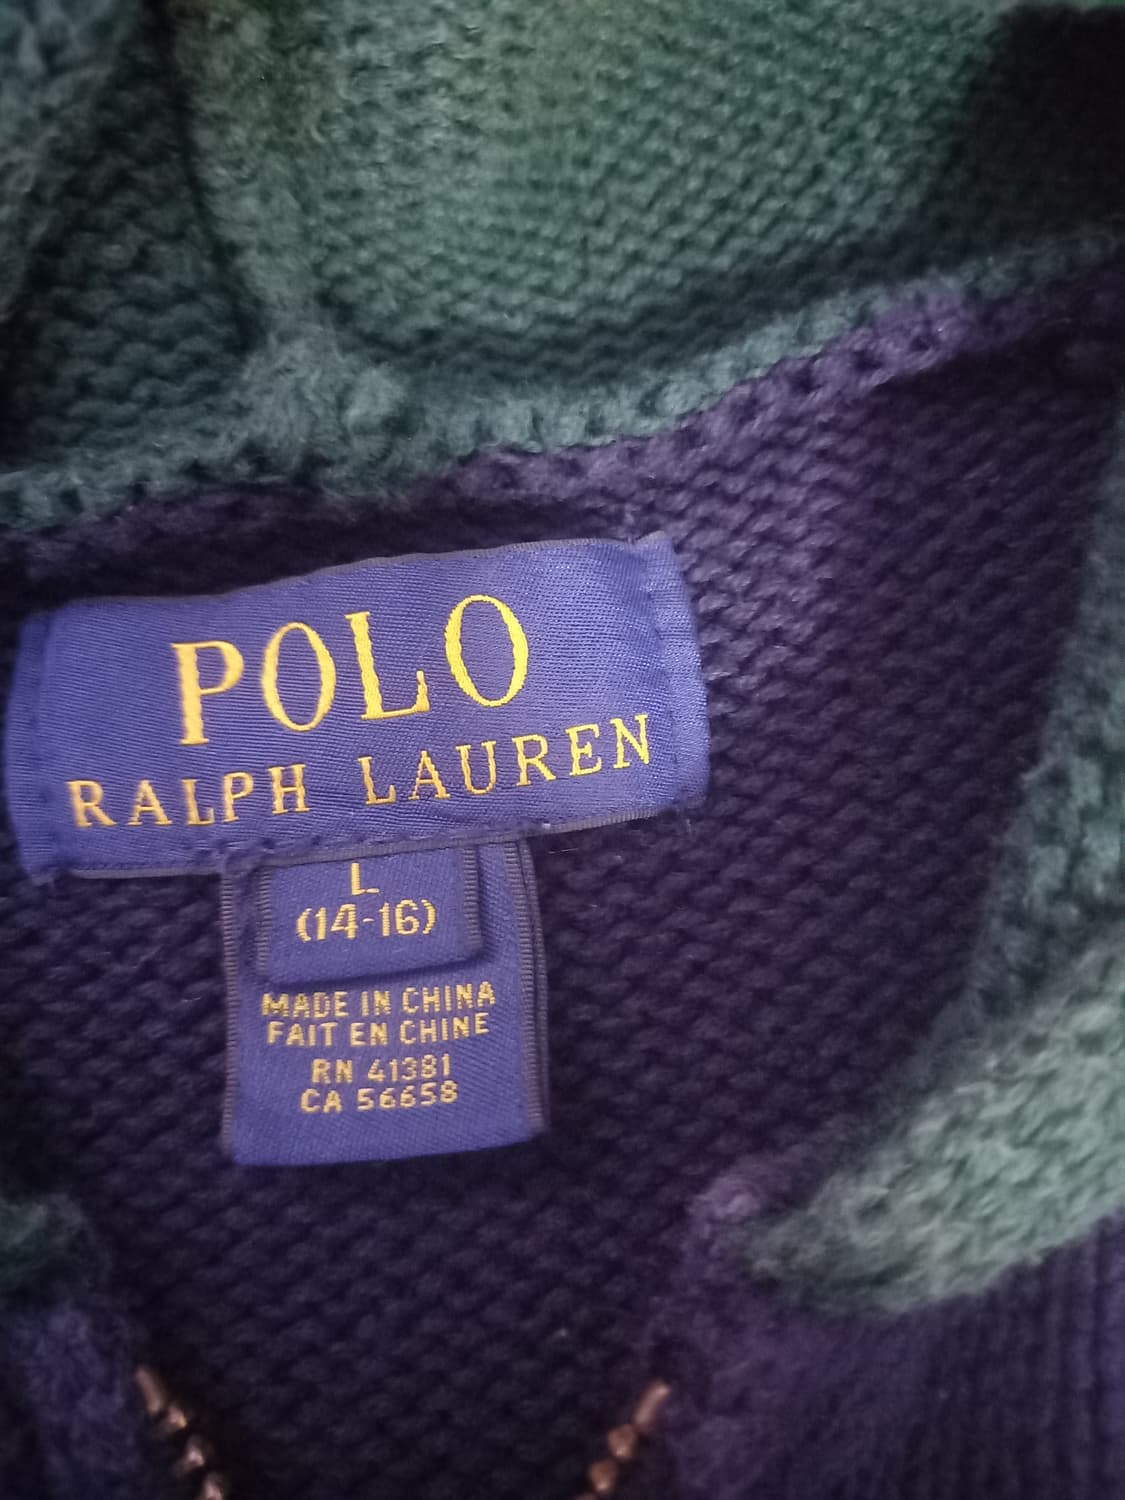 POLO
RALPH LAUREN
L
(14-16)
MADE IN CHINA
FAIT EN CHINE
RN 41381
CA 56658